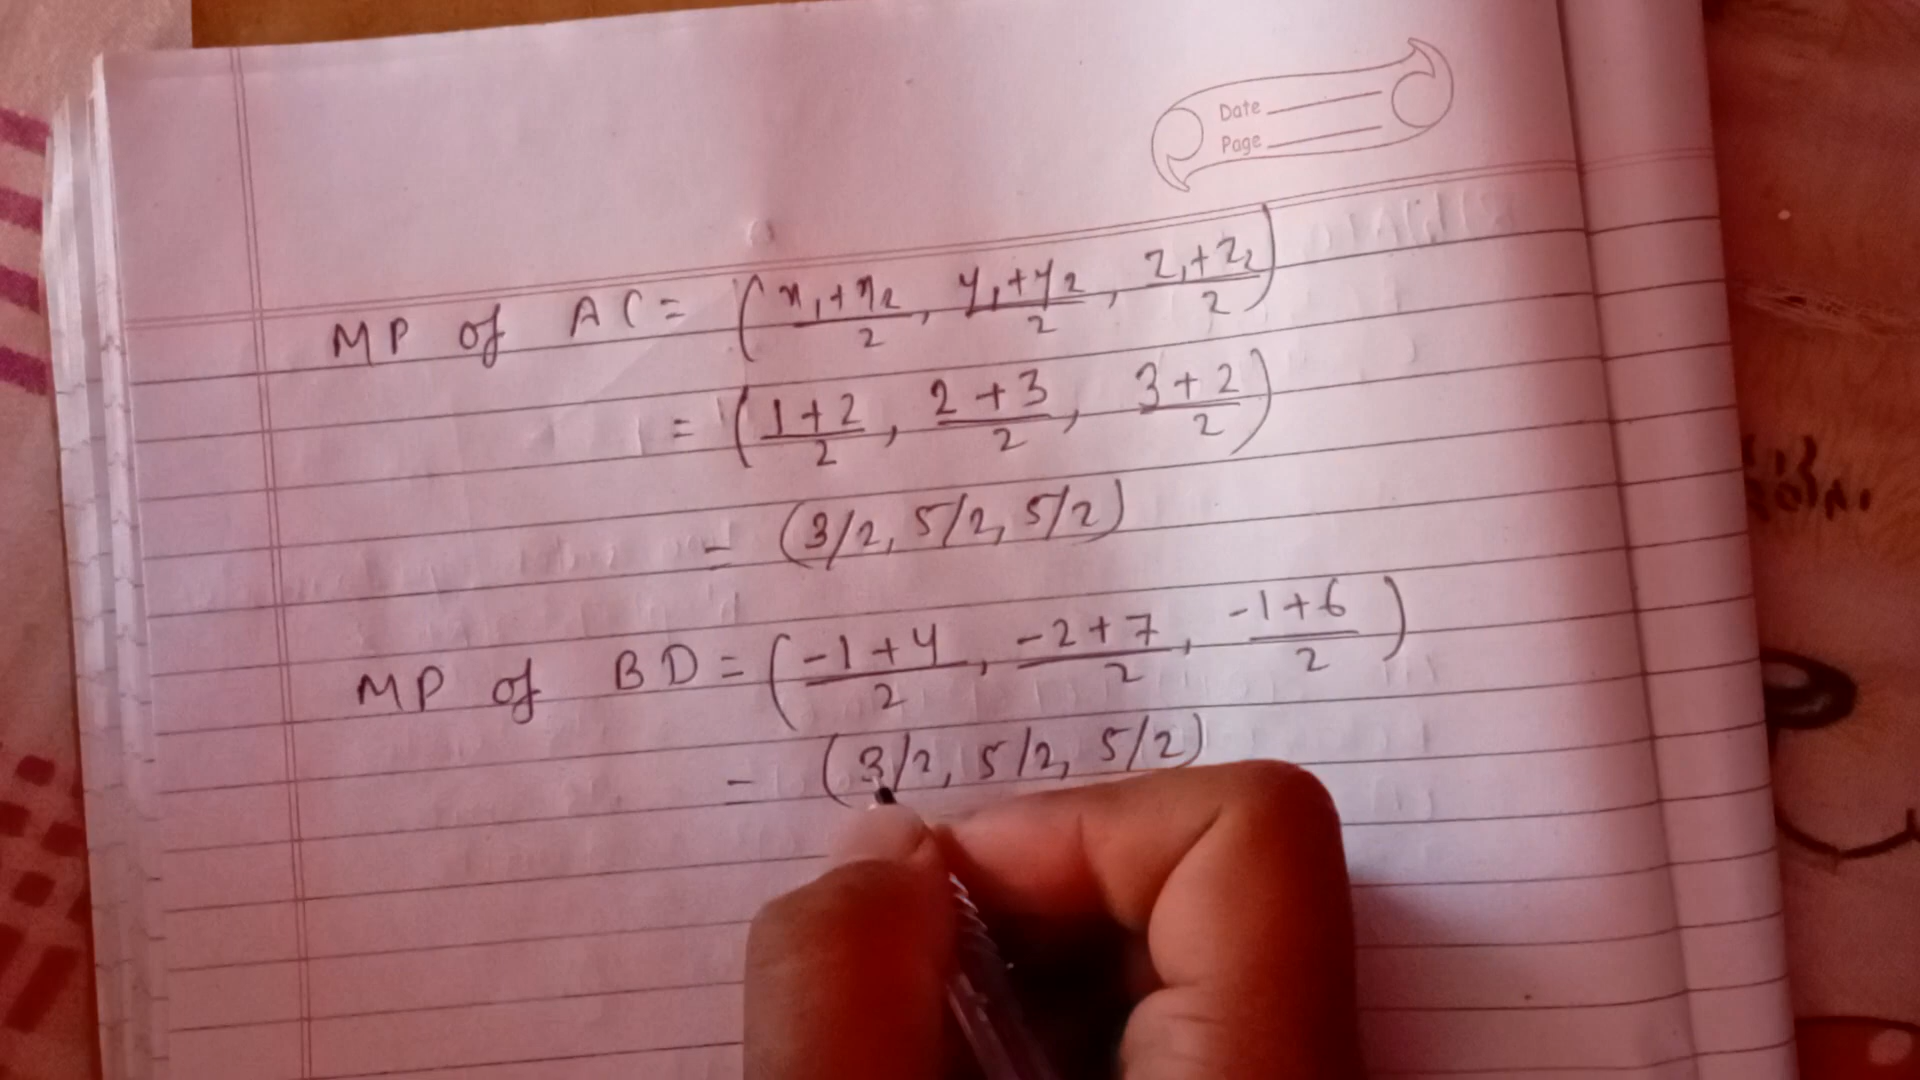 Date
Page
MP of AC = (x₁+x₂/2, y₁+y₂/2, z₁+z₂/2)
= (1+2/2, 2+3/2, 3+2/2)
= (3/2, 5/2, 5/2)
MP of BD = (-1+4/2, -2+7/2, -1+6/2)
= (3/2, 5/2, 5/2)